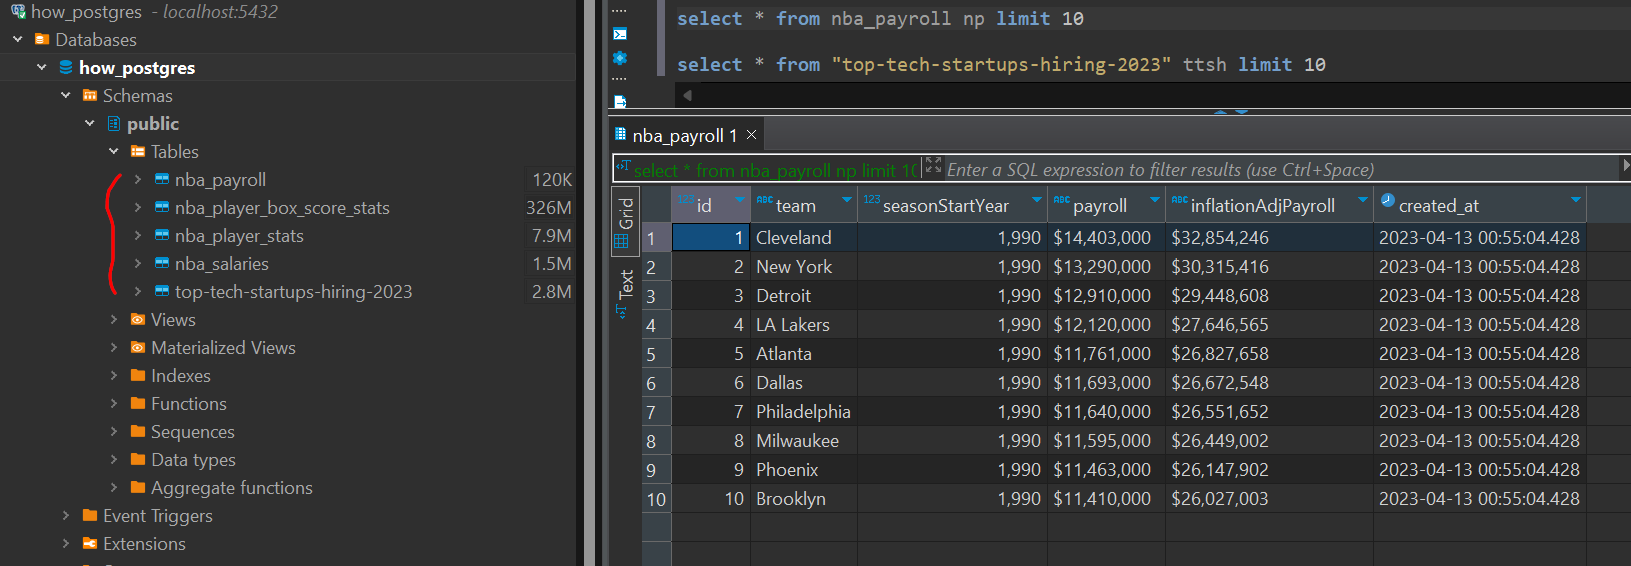 how_postgres - localhost:5432
Databases
how_postgres
Schemas
public
Tables
nba_payroll 120K
nba_player_box_score_stats 326M
nba_player_stats 7.9M
nba_salaries 1.5M
top-tech-startups-hiring-2023 2.8M
Views
Materialized Views
Indexes
Functions
Sequences
Data types
Aggregate functions
Event Triggers
Extensions
select * from nba_payroll np limit 10
select * from "top-tech-startups-hiring-2023" ttsh limit 10
nba_payroll 1
select * from nba_payroll np limit 10 Enter a SQL expression to filter results (use Ctrl+Space)
Grid
Text
123 id ABC team 123 seasonStartYear ABC payroll ABC inflationAdjPayroll created_at
1 1 Cleveland 1,990 $14,403,000 $32,854,246 2023-04-13 00:55:04.428
2 2 New York 1,990 $13,290,000 $30,315,416 2023-04-13 00:55:04.428
3 3 Detroit 1,990 $12,910,000 $29,448,608 2023-04-13 00:55:04.428
4 4 LA Lakers 1,990 $12,120,000 $27,646,565 2023-04-13 00:55:04.428
5 5 Atlanta 1,990 $11,761,000 $26,827,658 2023-04-13 00:55:04.428
6 6 Dallas 1,990 $11,693,000 $26,672,548 2023-04-13 00:55:04.428
7 7 Philadelphia 1,990 $11,640,000 $26,551,652 2023-04-13 00:55:04.428
8 8 Milwaukee 1,990 $11,595,000 $26,449,002 2023-04-13 00:55:04.428
9 9 Phoenix 1,990 $11,463,000 $26,147,902 2023-04-13 00:55:04.428
10 10 Brooklyn 1,990 $11,410,000 $26,027,003 2023-04-13 00:55:04.428